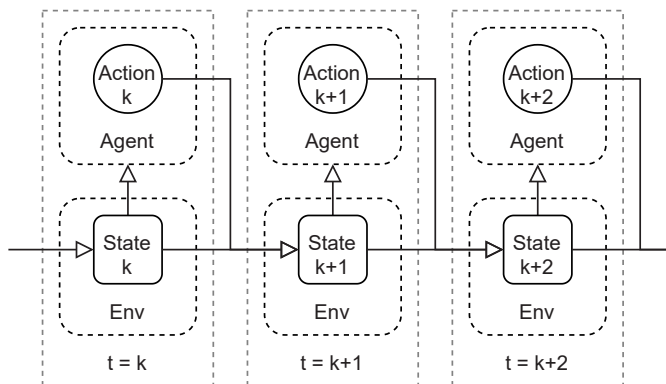 Action
k
Agent
State
k
Env
t = k
Action
k+1
Agent
State
k+1
Env
t = k+1
Action
k+2
Agent
State
k+2
Env
t = k+2